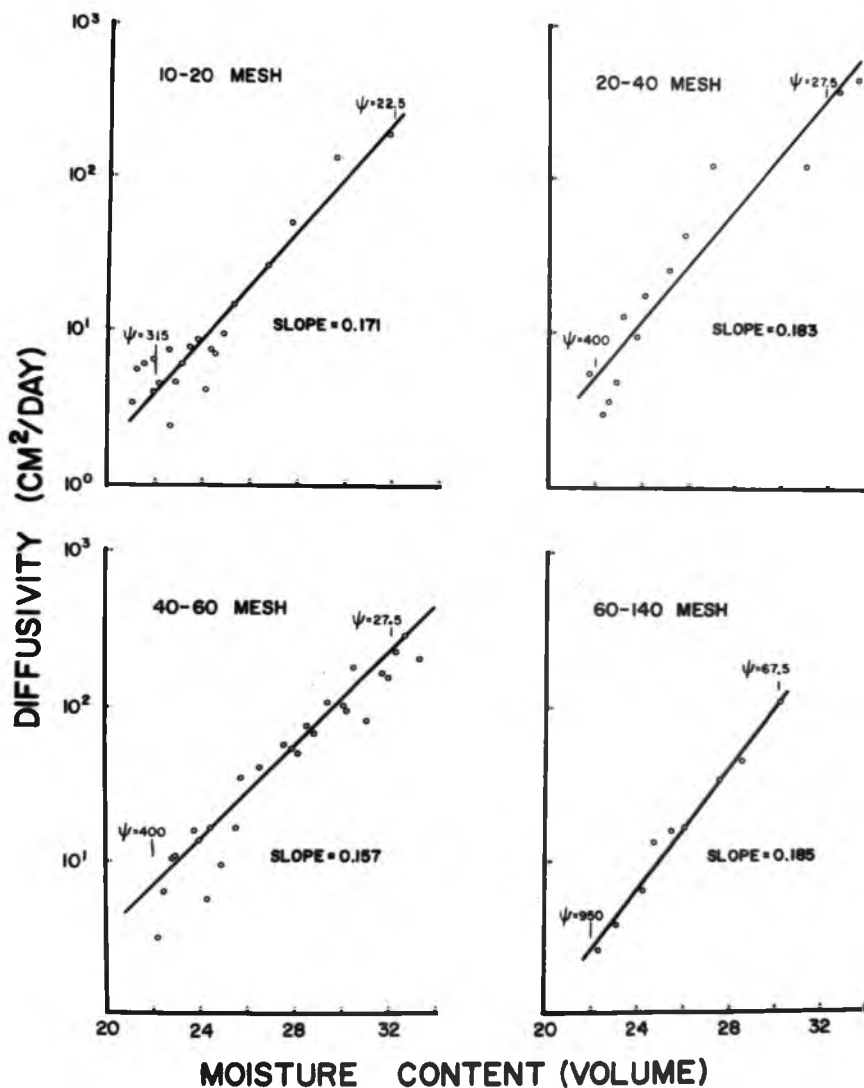 DIFFUSIVITY (CM²/DAY)
10³
10²
10¹
10⁰
10-20 MESH
ψ=22.5
ψ=315
SLOPE=0.171
20-40 MESH
ψ=27.5
ψ=400
SLOPE=0.183
10³
10²
10¹
40-60 MESH
ψ=27.5
ψ=400
SLOPE=0.157
20 24 28 32
60-140 MESH
ψ=67.5
ψ=950
SLOPE=0.185
20 24 28 32
MOISTURE CONTENT (VOLUME)